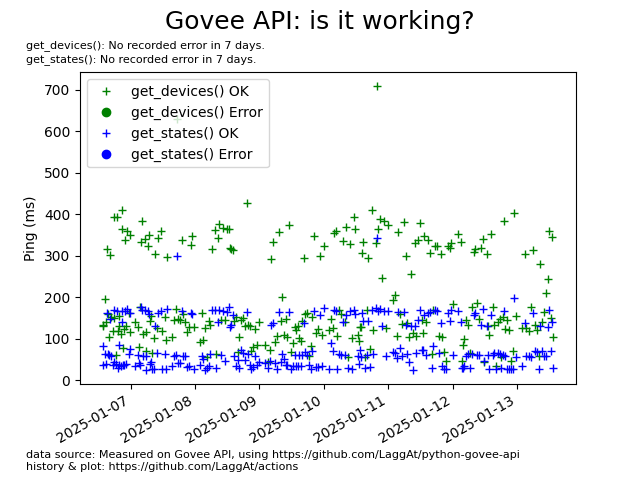 Govee API: is it working?
get_devices(): No recorded error in 7 days.
get_states(): No recorded error in 7 days.
get_devices() OK
get_devices() Error
get_states() OK
get_states() Error
Ping (ms)
700
600
500
400
300
200
100
0
2025-01-07
2025-01-08
2025-01-09
2025-01-10
2025-01-11
2025-01-12
2025-01-13
data source: Measured on Govee API, using https://github.com/LaggAt/python-govee-api
history & plot: https://github.com/LaggAt/actions